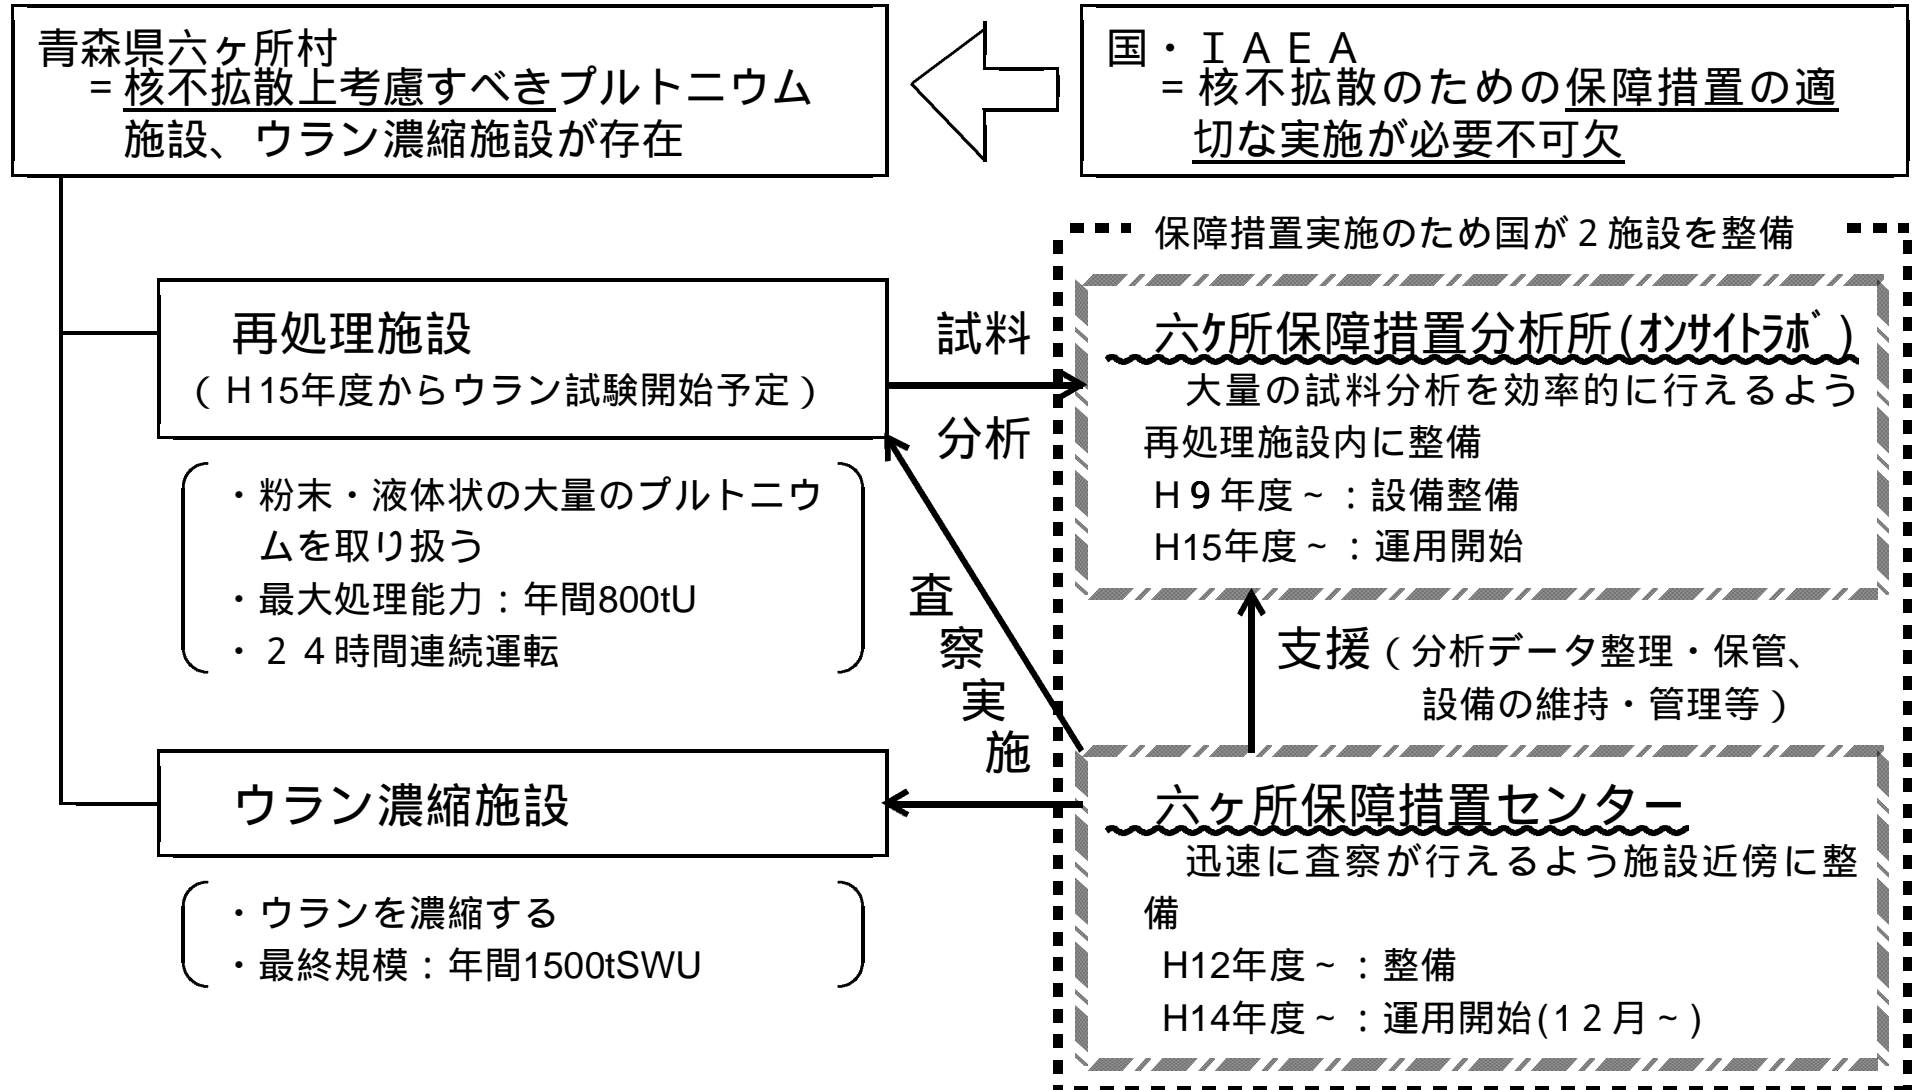 青森県六ヶ所村
=核不拡散上考慮すべきプルトニウム
施設、ウラン濃縮施設が存在
国・ＩＡＥＡ
=核不拡散のための保障措置の適
切な実施が必要不可欠
保障措置実施のため国が２施設を整備
再処理施設
（Ｈ15年度からウラン試験開始予定）
・粉末・液体状の大量のプルトニウ
ムを取り扱う
・最大処理能力：年間800tU
・２４時間連続運転
試料
分析
六ｹ所保障措置分析所(ｵﾝｻｲﾄﾗﾎﾞ)
大量の試料分析を効率的に行えるよう
再処理施設内に整備
Ｈ９年度~：設備整備
H15年度~：運用開始
査察実施
支援（分析データ整理・保管、
設備の維持・管理等）
ウラン濃縮施設
・ウランを濃縮する
・最終規模：年間1500tSWU
六ヶ所保障措置センター
迅速に査察が行えるよう施設近傍に整
備
H12年度~：整備
H14年度~：運用開始(１２月~)